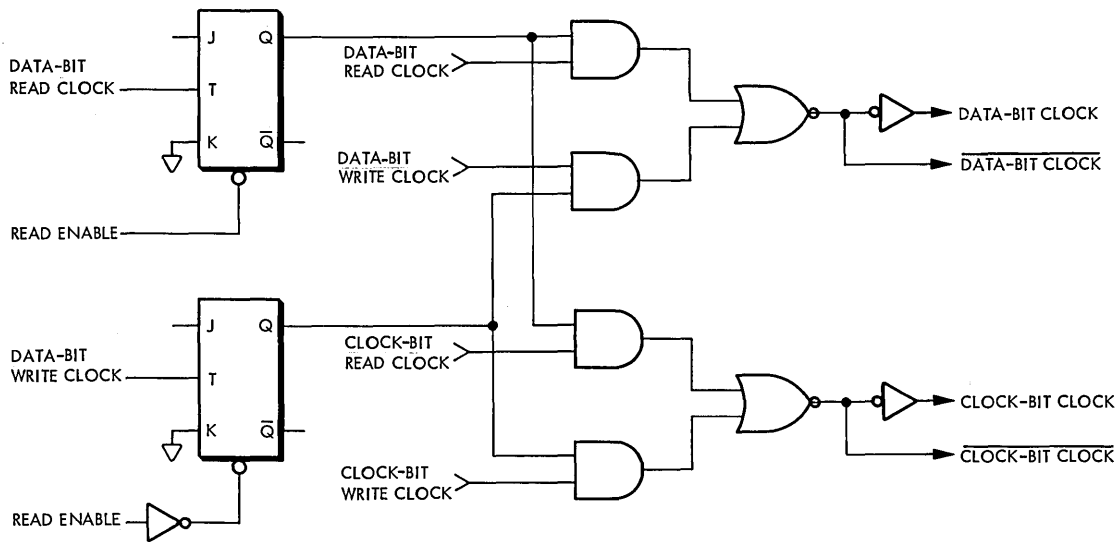 J Q
DATA-BIT
READ CLOCK
T
K Q
READ ENABLE
DATA-BIT
READ CLOCK
DATA-BIT
WRITE CLOCK
DATA-BIT CLOCK
DATA-BIT CLOCK
J Q
DATA-BIT
WRITE CLOCK
T
K Q
READ ENABLE
CLOCK-BIT
READ CLOCK
CLOCK-BIT
WRITE CLOCK
CLOCK-BIT CLOCK
CLOCK-BIT CLOCK